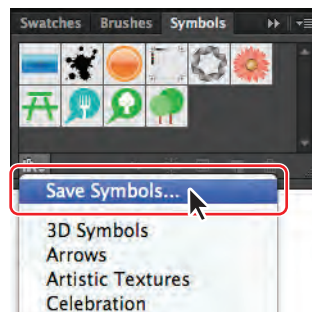 Swatches Brushes Symbols
Save Symbols...
3D Symbols
Arrows
Artistic Textures
Celebration